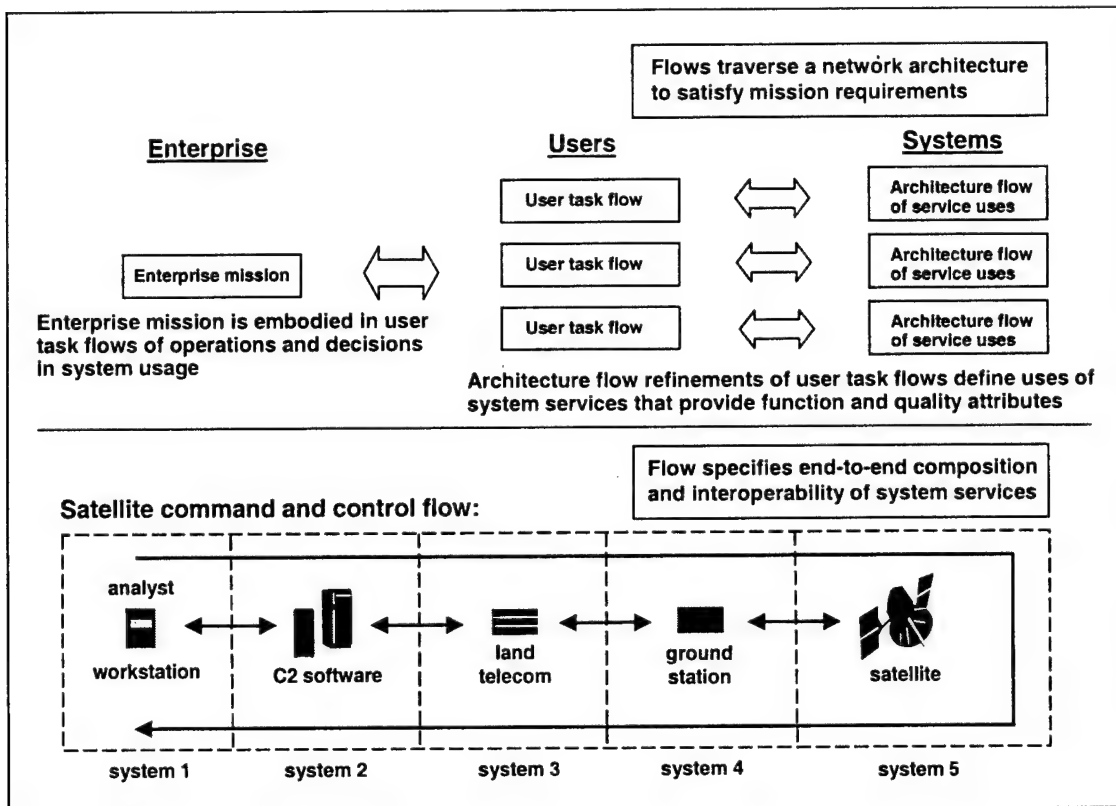 Flows traverse a network architecture
to satisfy mission requirements
Enterprise
Users
Systems
User task flow
Architecture flow
of service uses
Enterprise mission
User task flow
Architecture flow
of service uses
User task flow
Architecture flow
of service uses
Enterprise mission is embodied in user
task flows of operations and decisions
in system usage
Architecture flow refinements of user task flows define uses of
system services that provide function and quality attributes
Flow specifies end-to-end composition
and interoperability of system services
Satellite command and control flow:
analyst
workstation
C2 software
land
telecom
ground
station
satellite
system 1
system 2
system 3
system 4
system 5